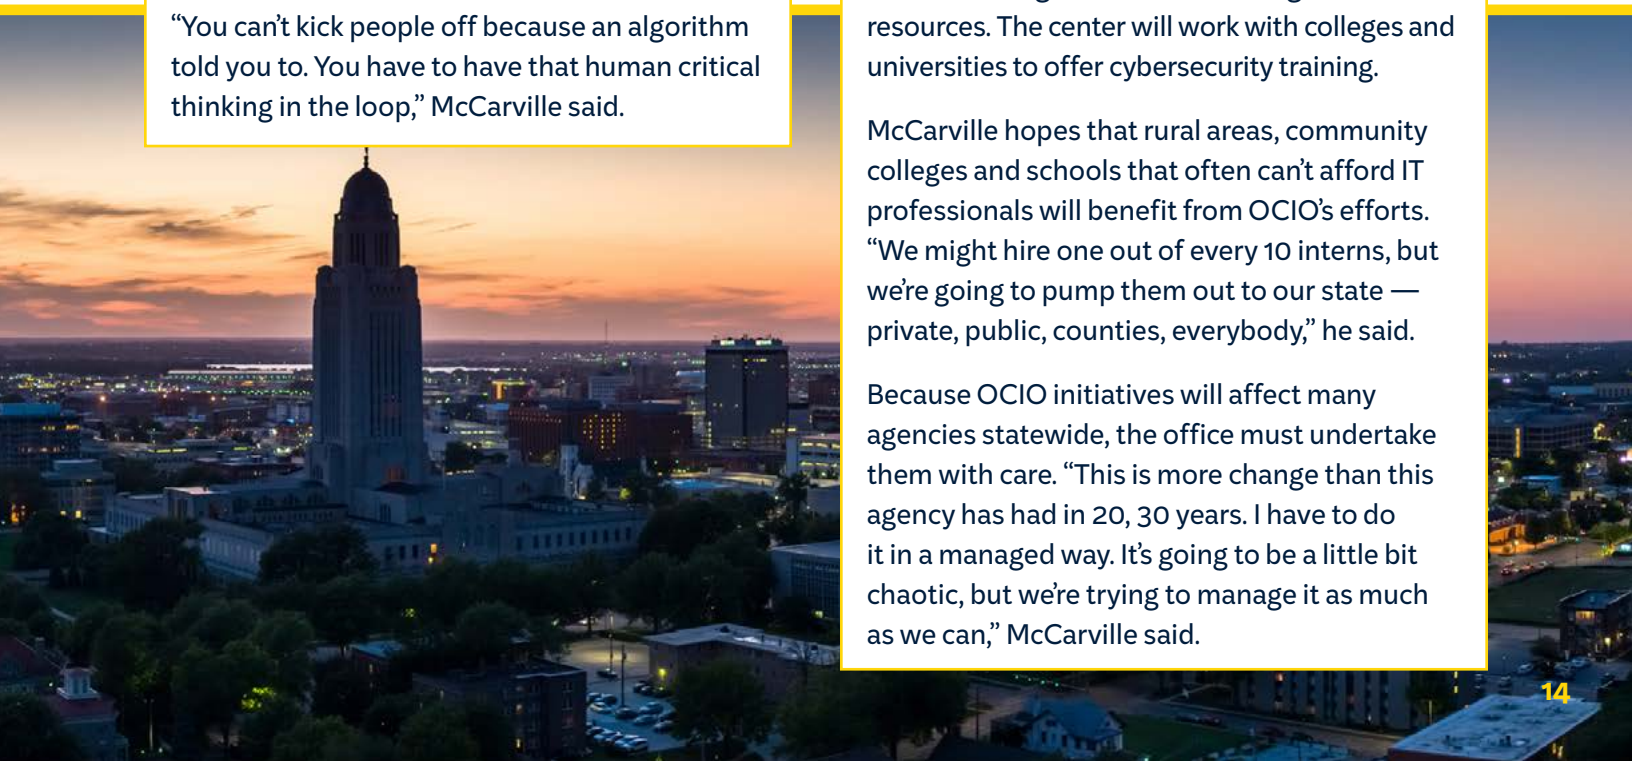 “You can’t kick people off because an algorithm
told you to. You have to have that human critical
thinking in the loop,” McCarville said.
resources. The center will work with colleges and
universities to offer cybersecurity training.
McCarville hopes that rural areas, community
colleges and schools that often can’t afford IT
professionals will benefit from OCIO’s efforts.
“We might hire one out of every 10 interns, but
we’re going to pump them out to our state —
private, public, counties, everybody,” he said.
Because OCIO initiatives will affect many
agencies statewide, the office must undertake
them with care. “This is more change than this
agency has had in 20, 30 years. I have to do
it in a managed way. It’s going to be a little bit
chaotic, but we’re trying to manage it as much
as we can,” McCarville said.
14